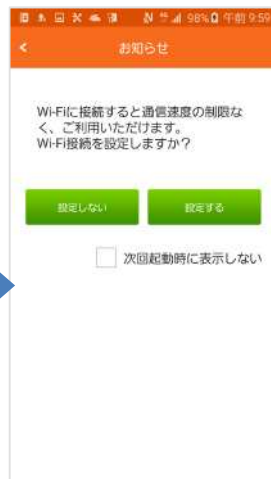 98% 午前9:59
お知らせ
Wi-Fiに接続すると通信速度の制限な
く、ご利用いただけます。
Wi-Fi接続を設定しますか？
設定しない 設定する
次回起動時に表示しない